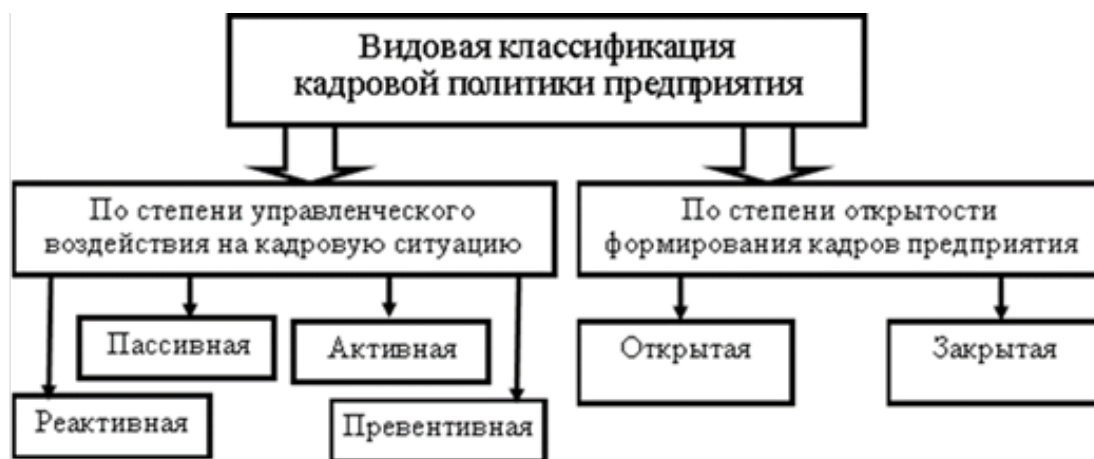 Видовая классификация
кадровой политики предприятия
По степени управленческого
воздействия на кадровую ситуацию
По степени открытости
формирования кадров предприятия
Пассивная
Активная
Открытая
Закрытая
Реактивная
Превентивная